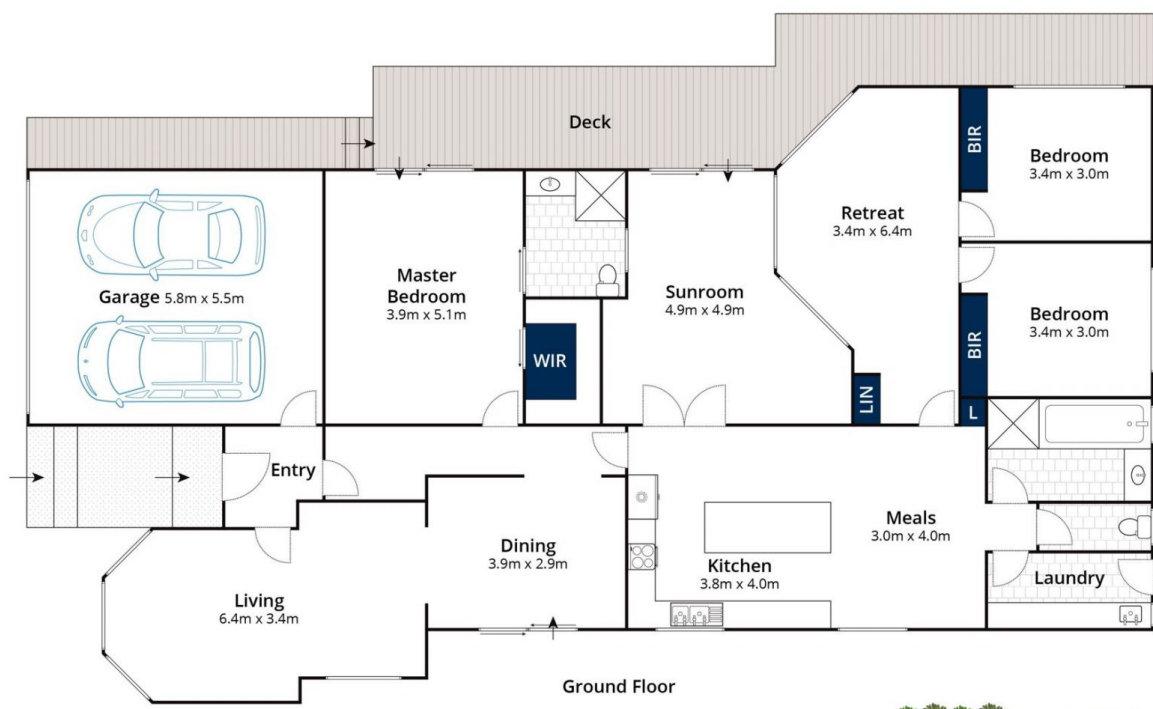 Deck
BIR
Bedroom
3.4m x 3.0m
Retreat
3.4m x 6.4m
Garage 5.8m x 5.5m
Master
Bedroom
3.9m x 5.1m
Sunroom
4.9m x 4.9m
Bedroom
3.4m x 3.0m
BIR
WIR
LIN
L
Entry
Meals
3.0m x 4.0m
Dining
3.9m x 2.9m
Kitchen
3.8m x 4.0m
Laundry
Living
6.4m x 3.4m
Ground Floor